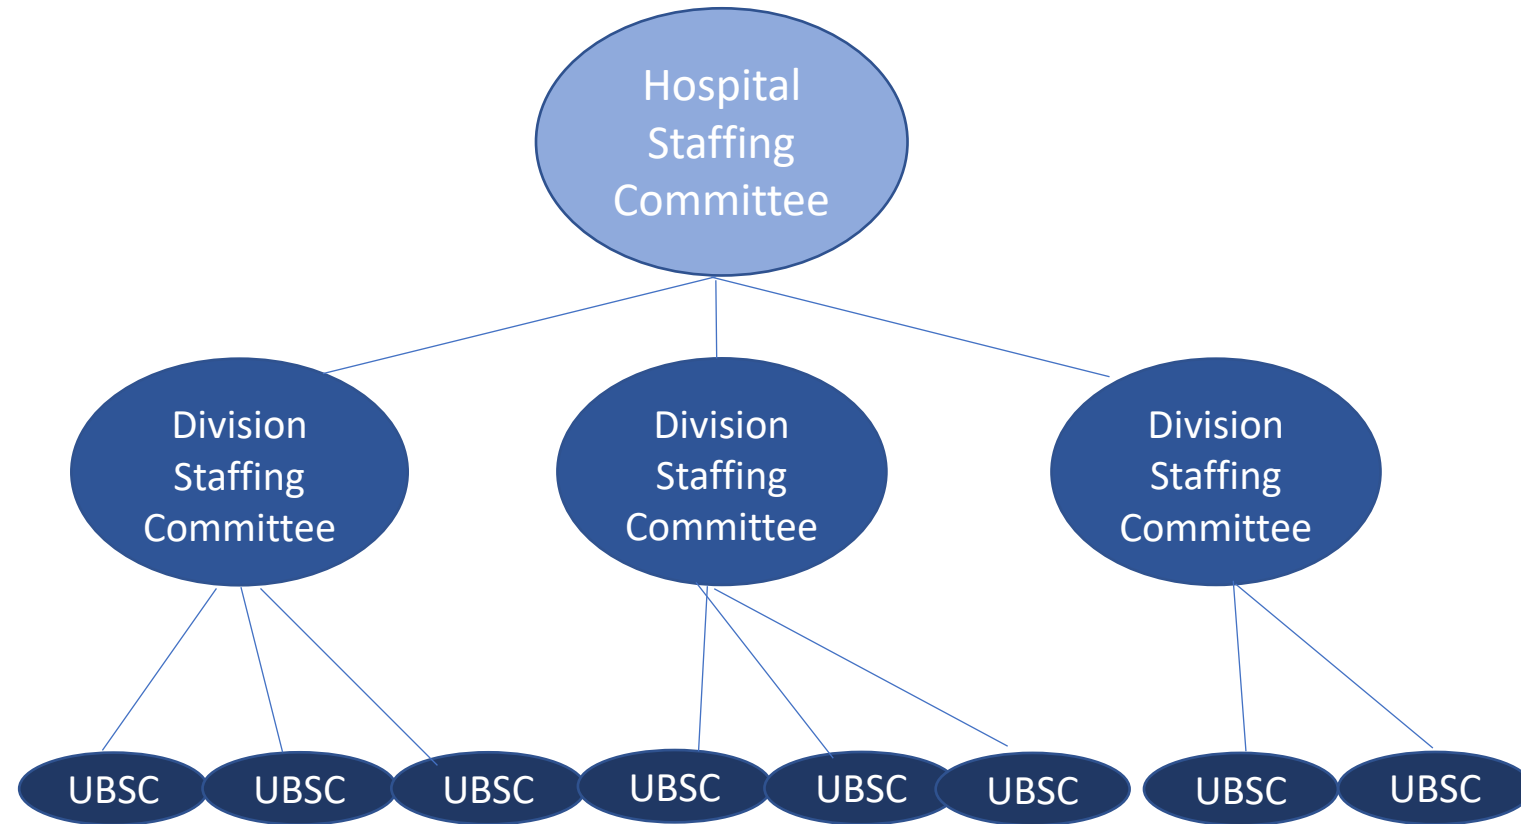 Hospital
Staffing
Committee
Division
Staffing
Committee
Division
Staffing
Committee
Division
Staffing
Committee
UBSC
UBSC
UBSC
UBSC
UBSC
UBSC
UBSC
UBSC